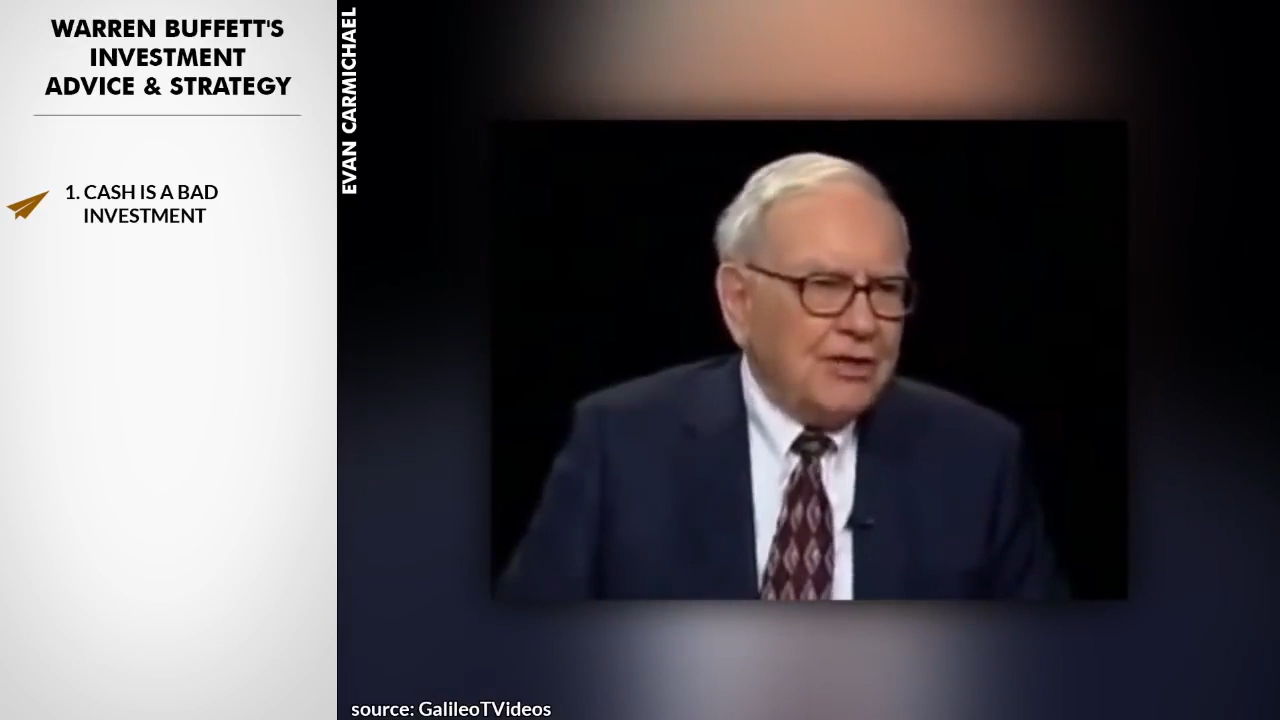 WARREN BUFFETT'S
INVESTMENT
ADVICE & STRATEGY
1. CASH IS A BAD
INVESTMENT
EVAN CARMICHAEL
source: GalileoTVideos